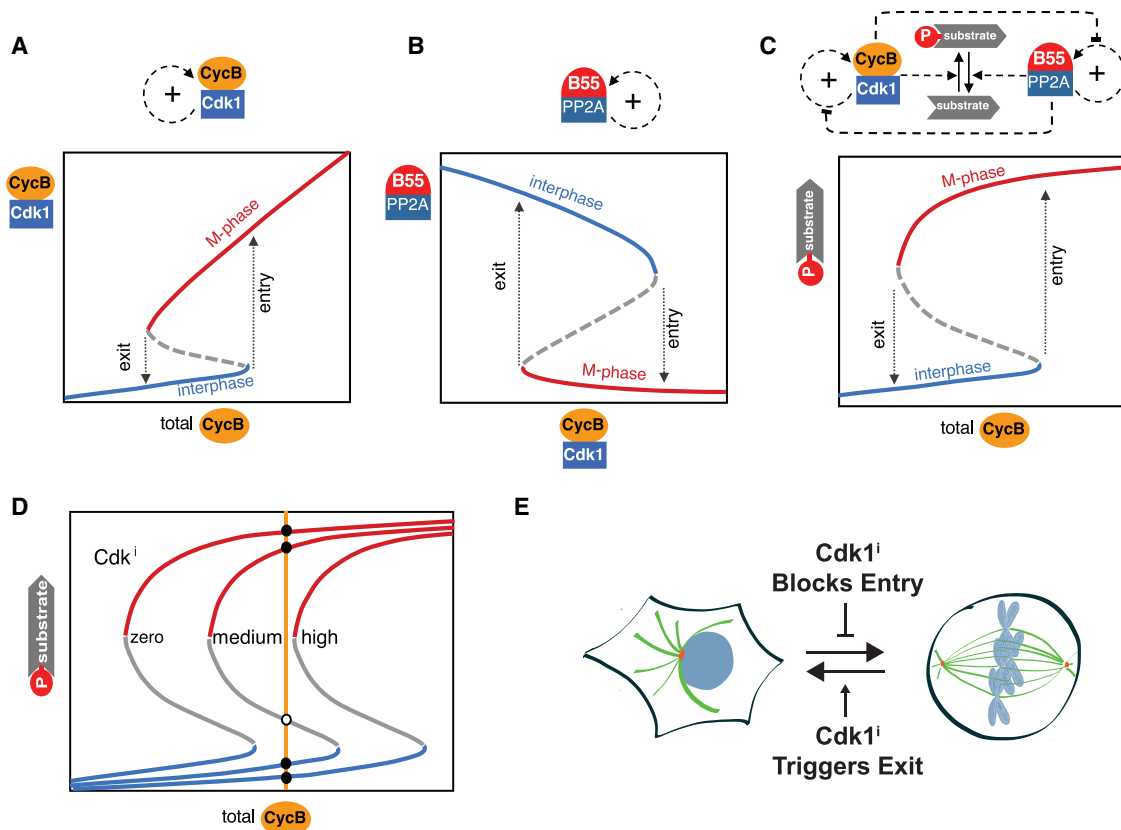 A
CycB
Cdk1
+
CycB
Cdk1
M-phase
exit
entry
interphase
total CycB
B
B55
PP2A
+
B55
PP2A
interphase
exit
entry
M-phase
CycB
Cdk1
C
P substrate
+
CycB
Cdk1
B55
PP2A
+
substrate
P substrate
M-phase
exit
entry
interphase
total CycB
D
P substrate
Cdk i
zero
medium
high
total CycB
E
Cdk1i
Blocks Entry
Cdk1i
Triggers Exit